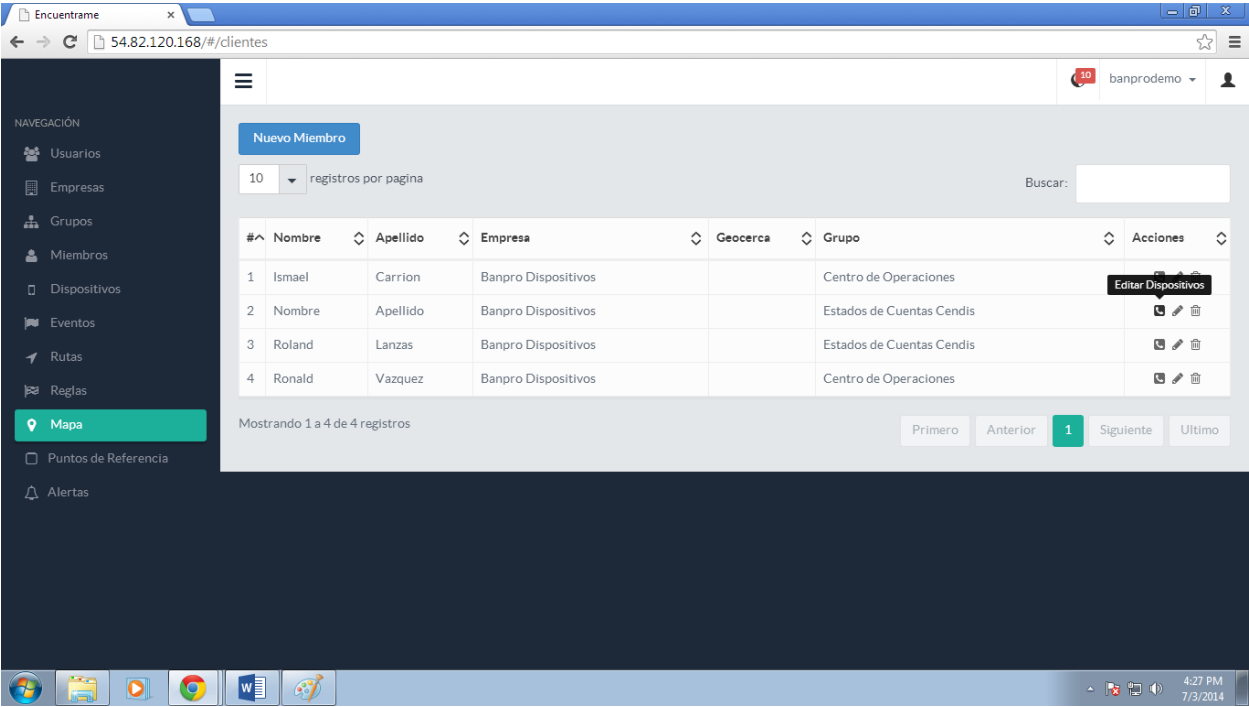 Encuentrame
54.82.120.168/#/clientes
10
banprodemo
NAVEGACIÓN
Usuarios
Empresas
Grupos
Miembros
Dispositivos
Eventos
Rutas
Reglas
Mapa
Puntos de Referencia
Alertas
Nuevo Miembro
10 registros por pagina
Buscar:
# Nombre Apellido Empresa Geocerca Grupo Acciones
1 Ismael Carrion Banpro Dispositivos Centro de Operaciones
Editar Dispositivos
2 Nombre Apellido Banpro Dispositivos Estados de Cuentas Cendis
3 Roland Lanzas Banpro Dispositivos Estados de Cuentas Cendis
4 Ronald Vazquez Banpro Dispositivos Centro de Operaciones
Mostrando 1 a 4 de 4 registros
Primero Anterior 1 Siguiente Ultimo
4:27 PM
7/3/2014